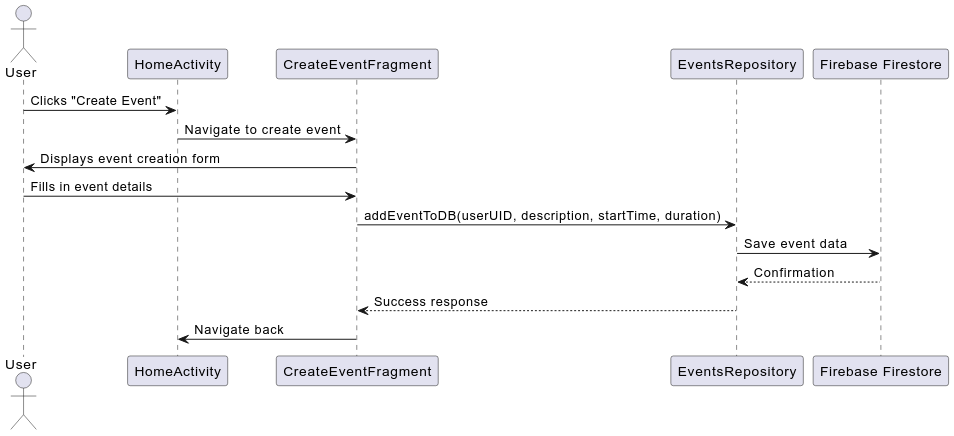 User
HomeActivity
CreateEventFragment
EventsRepository
Firebase Firestore
Clicks "Create Event"
Navigate to create event
Displays event creation form
Fills in event details
addEventToDB(userUID, description, startTime, duration)
Save event data
Confirmation
Success response
Navigate back
User
HomeActivity
CreateEventFragment
EventsRepository
Firebase Firestore